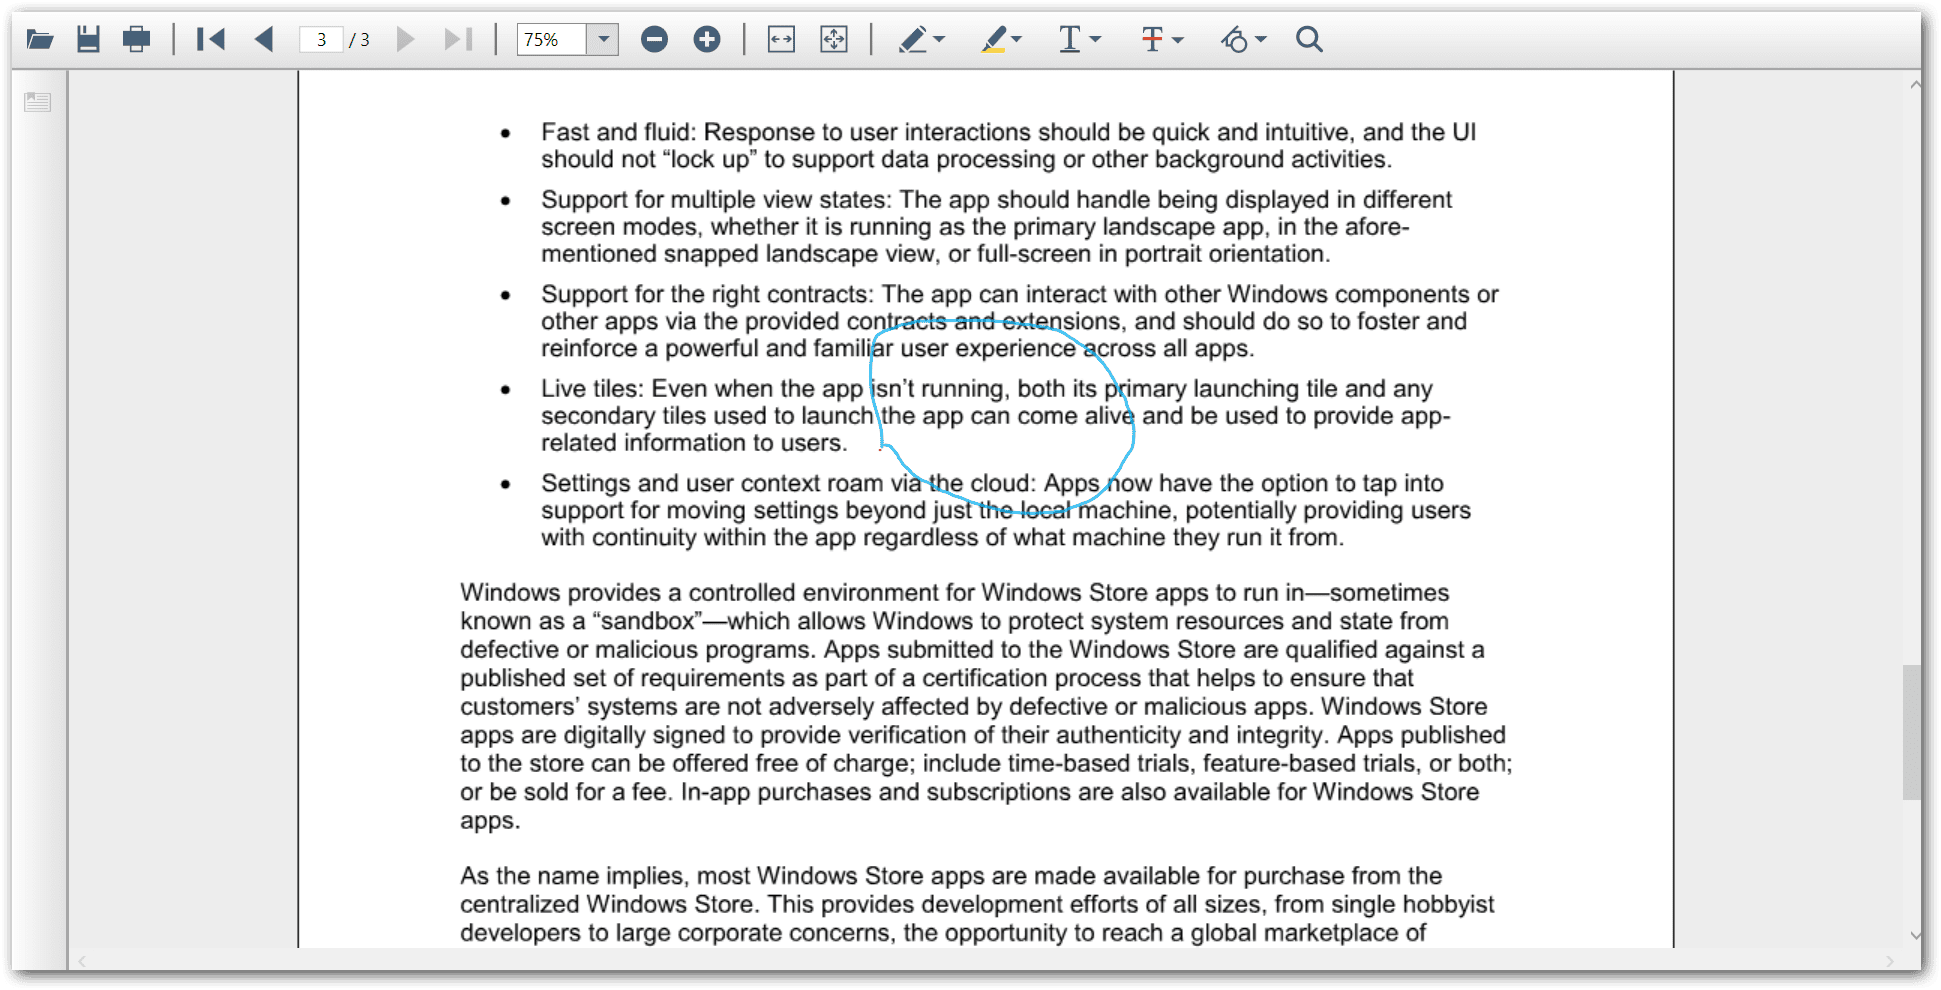 3 / 3
75%
• Fast and fluid: Response to user interactions should be quick and intuitive, and the UI
should not “lock up” to support data processing or other background activities.
• Support for multiple view states: The app should handle being displayed in different
screen modes, whether it is running as the primary landscape app, in the afore-
mentioned snapped landscape view, or full-screen in portrait orientation.
• Support for the right contracts: The app can interact with other Windows components or
other apps via the provided contracts and extensions, and should do so to foster and
reinforce a powerful and familiar user experience across all apps.
• Live tiles: Even when the app isn’t running, both its primary launching tile and any
secondary tiles used to launch the app can come alive and be used to provide app-
related information to users.
• Settings and user context roam via the cloud: Apps now have the option to tap into
support for moving settings beyond just the local machine, potentially providing users
with continuity within the app regardless of what machine they run it from.
Windows provides a controlled environment for Windows Store apps to run in—sometimes
known as a “sandbox”—which allows Windows to protect system resources and state from
defective or malicious programs. Apps submitted to the Windows Store are qualified against a
published set of requirements as part of a certification process that helps to ensure that
customers’ systems are not adversely affected by defective or malicious apps. Windows Store
apps are digitally signed to provide verification of their authenticity and integrity. Apps published
to the store can be offered free of charge; include time-based trials, feature-based trials, or both;
or be sold for a fee. In-app purchases and subscriptions are also available for Windows Store
apps.
As the name implies, most Windows Store apps are made available for purchase from the
centralized Windows Store. This provides development efforts of all sizes, from single hobbyist
developers to large corporate concerns, the opportunity to reach a global marketplace of